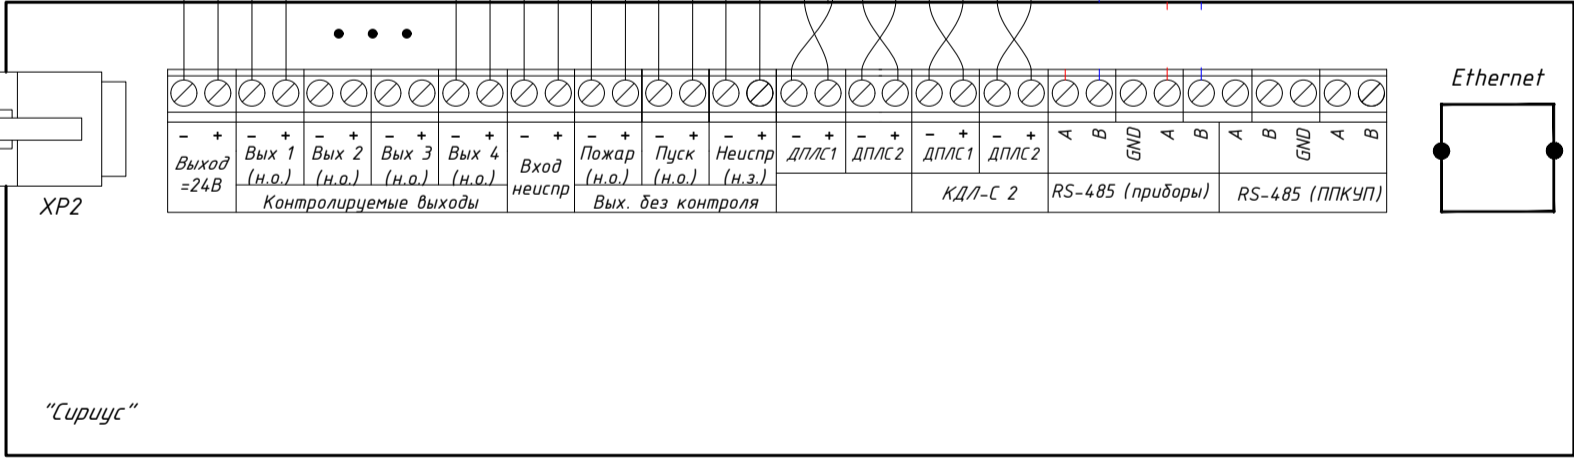 Ethernet
- + - + - + - + - + - + - + - + - + - + - + - + - + A B GND A B A B GND A B
Выход =24В
Вых 1 (н.о.)
Вых 2 (н.о.)
Вых 3 (н.о.)
Вых 4 (н.о.)
Контролируемые выходы
Вход неиспр
Пожар (н.о.)
Пуск (н.о.)
Неиспр (н.з.)
Вых. без контроля
ДПЛС1 ДПЛС2
ДПЛС1 ДПЛС2
КДЛ-С 2
RS-485 (приборы)
RS-485 (ППКУП)
XP2
"Сириус"